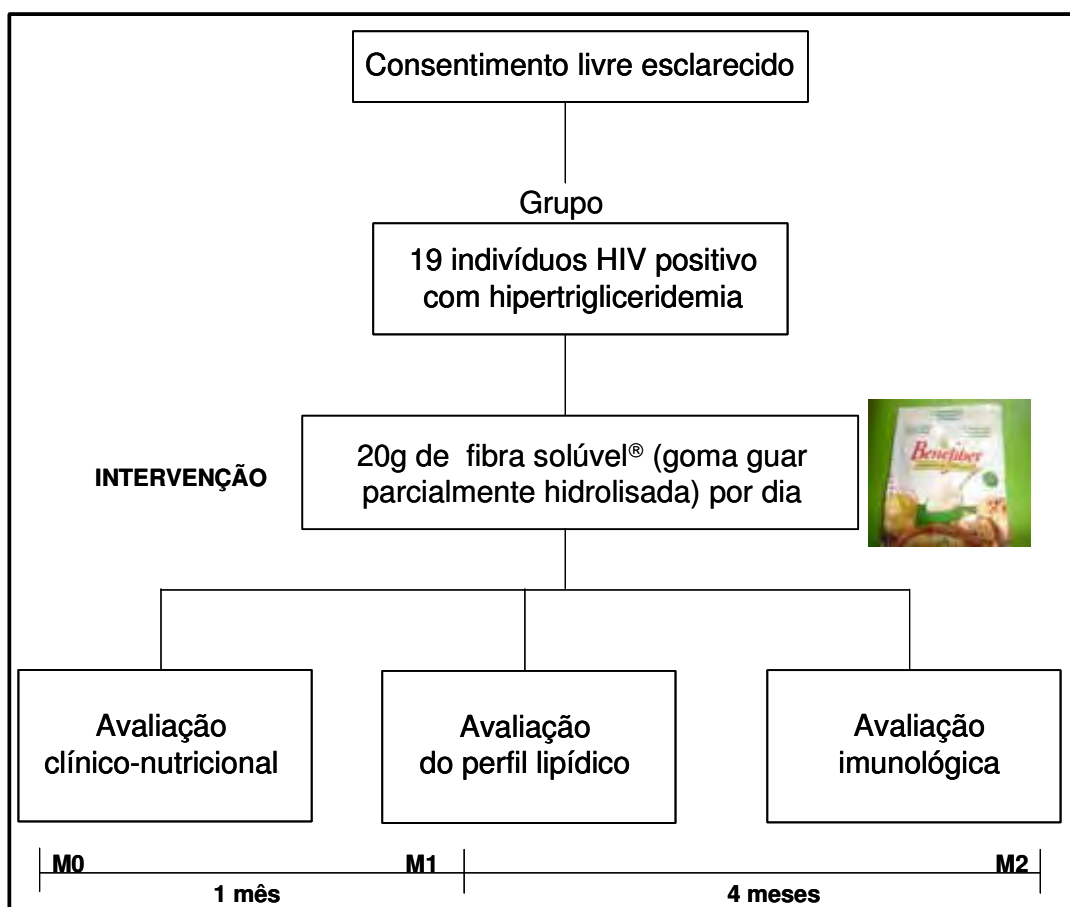 Consentimento livre esclarecido
Grupo
19 indivíduos HIV positivo
com hipertrigliceridemia
INTERVENÇÃO
20g de fibra solúvel® (goma guar
parcialmente hidrolisada) por dia
Benefiber
Avaliação
clínico-nutricional
Avaliação
do perfil lipídico
Avaliação
imunológica
M0
M1
M2
1 mês
4 meses